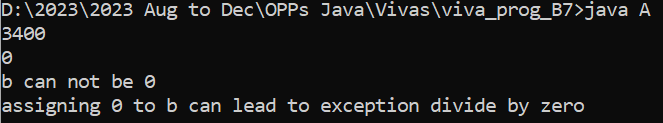 D:\2023\2023 Aug to Dec\OPPs Java\Vivas\viva_prog_B7>java A
3400
0
b can not be 0
assigning 0 to b can lead to exception divide by zero